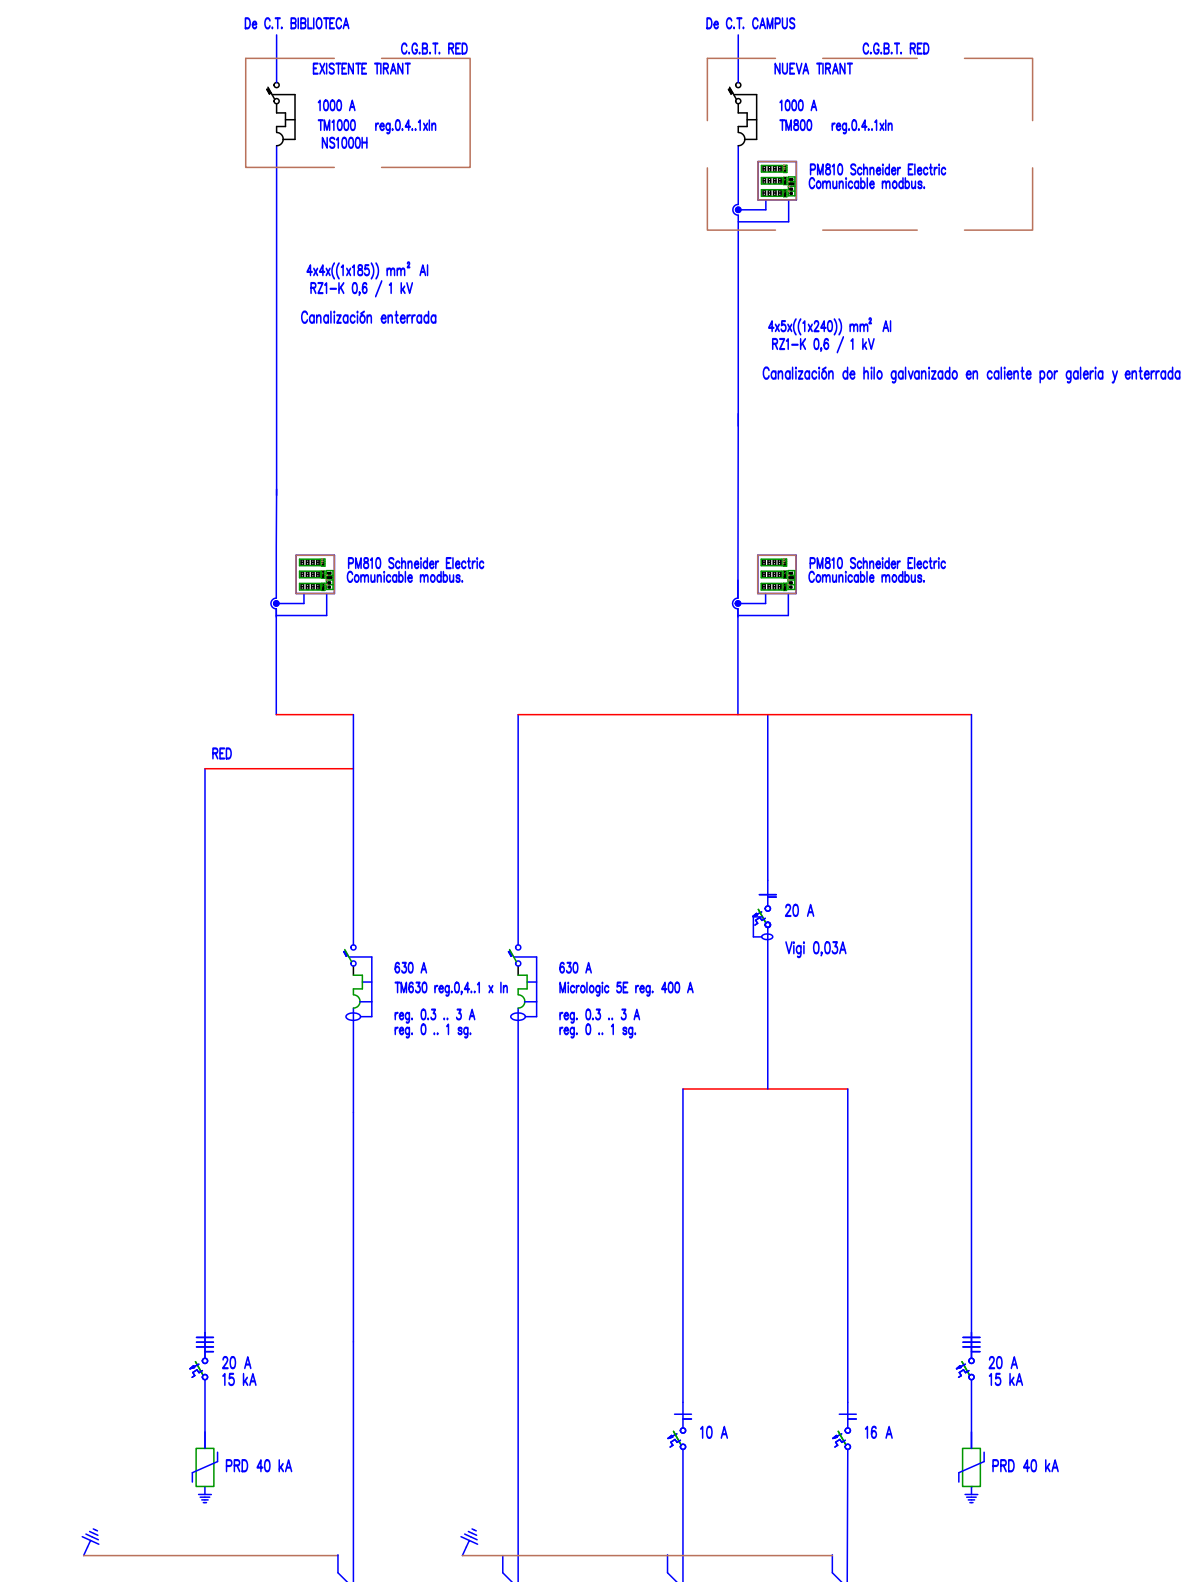 De C.T. BIBLIOTECA
C.G.B.T. RED
EXISTENTE TIRANT
1000 A
TM1000 reg.0.4..1xIn
NS1000H
De C.T. CAMPUS
C.G.B.T. RED
NUEVA TIRANT
1000 A
TM800 reg.0.4..1xIn
PM810 Schneider Electric
Comunicable modbus.
4x4x((1x185)) mm² Al
RZ1-K 0,6 / 1 kV
Canalización enterrada
4x5x((1x240)) mm² Al
RZ1-K 0,6 / 1 kV
Canalización de hilo galvanizado en caliente por galeria y enterrada
PM810 Schneider Electric
Comunicable modbus.
PM810 Schneider Electric
Comunicable modbus.
RED
20 A
Vigi 0,03A
630 A
TM630 reg.0,4..1 x In
reg. 0.3 .. 3 A
reg. 0 .. 1 sg.
630 A
Micrologic 5E reg. 400 A
reg. 0.3 .. 3 A
reg. 0 .. 1 sg.
20 A
15 kA
20 A
15 kA
10 A
16 A
PRD 40 kA
PRD 40 kA